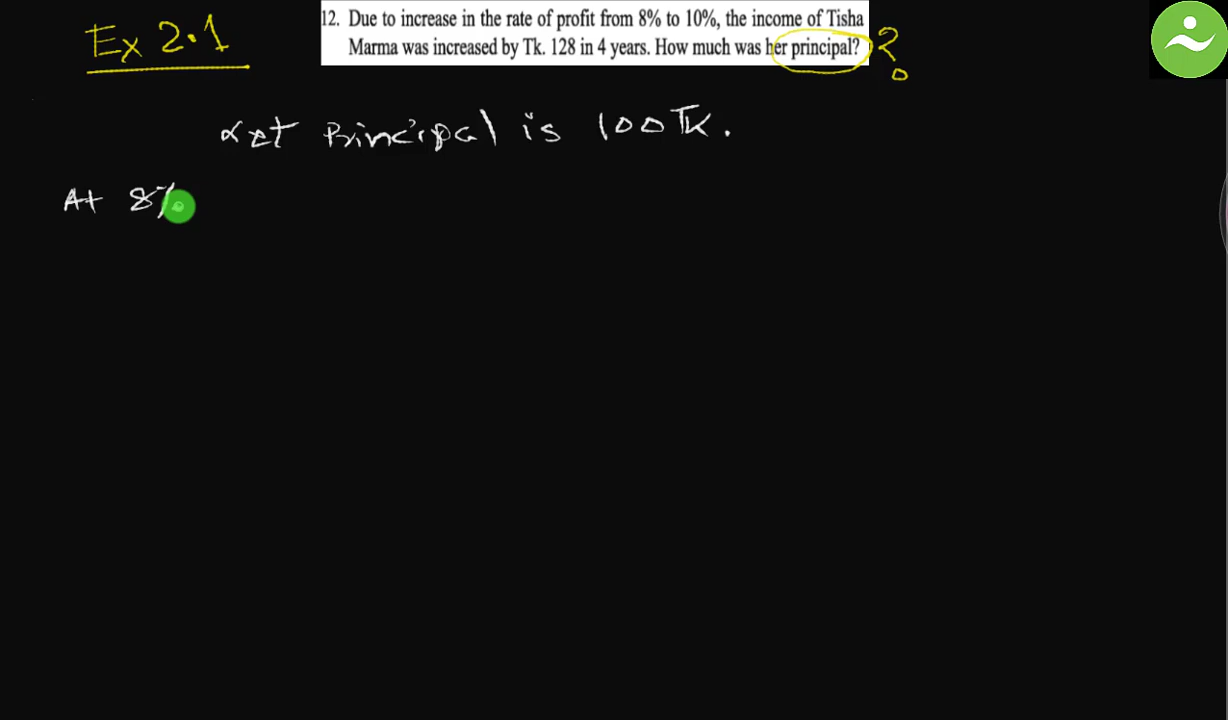 Ex 2.1
12. Due to increase in the rate of profit from 8% to 10%, the income of Tisha
Marma was increased by Tk. 128 in 4 years. How much was her principal? ?
Let Principal is 100 Tk.
At 8%